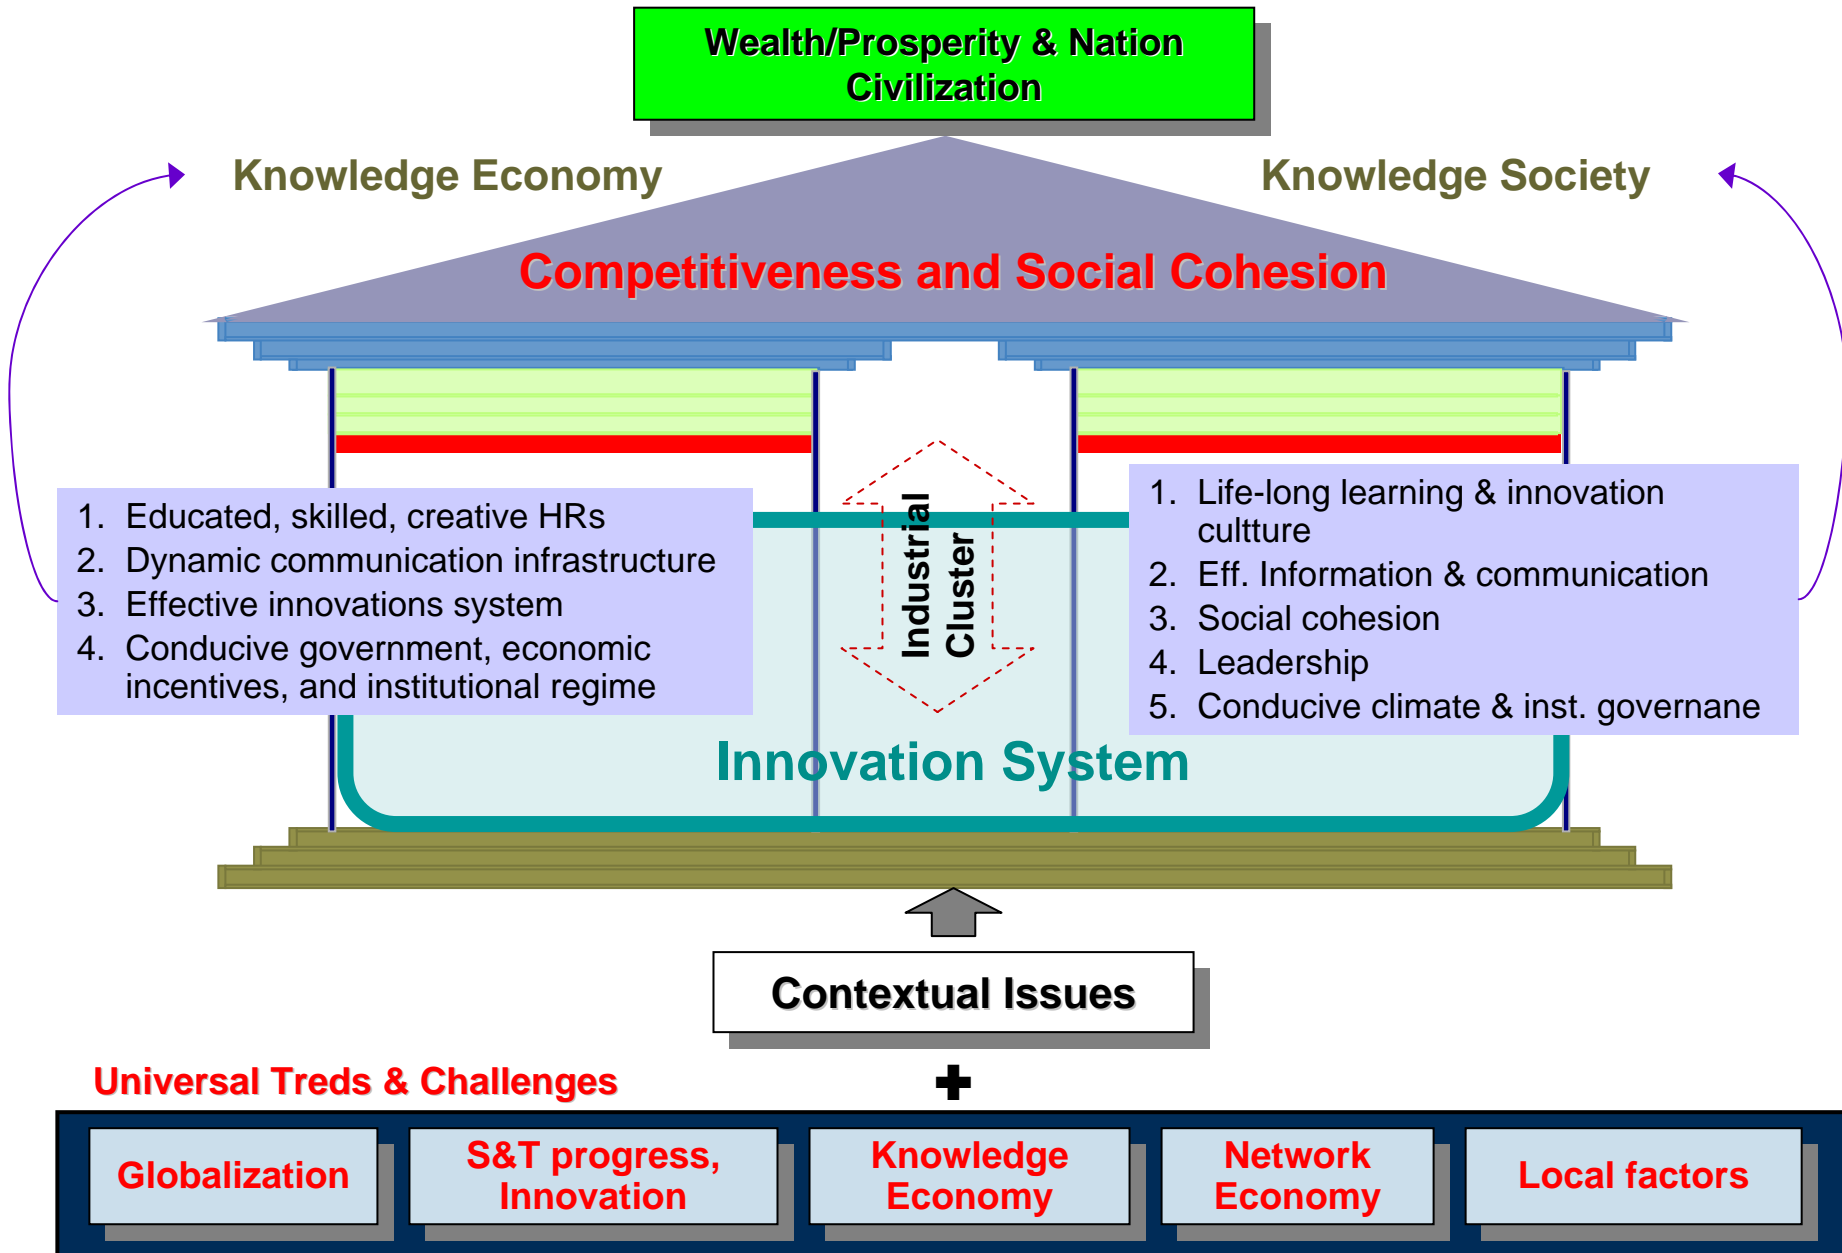 Wealth/Prosperity & Nation
Civilization
Knowledge Economy
Knowledge Society
Competitiveness and Social Cohesion
1. Educated, skilled, creative HRs
2. Dynamic communication infrastructure
3. Effective innovations system
4. Conducive government, economic
incentives, and institutional regime
Industrial
Cluster
1. Life-long learning & innovation
cultture
2. Eff. Information & communication
3. Social cohesion
4. Leadership
5. Conducive climate & inst. governane
Innovation System
Contextual Issues
Universal Treds & Challenges
+
Globalization
S&T progress,
Innovation
Knowledge
Economy
Network
Economy
Local factors